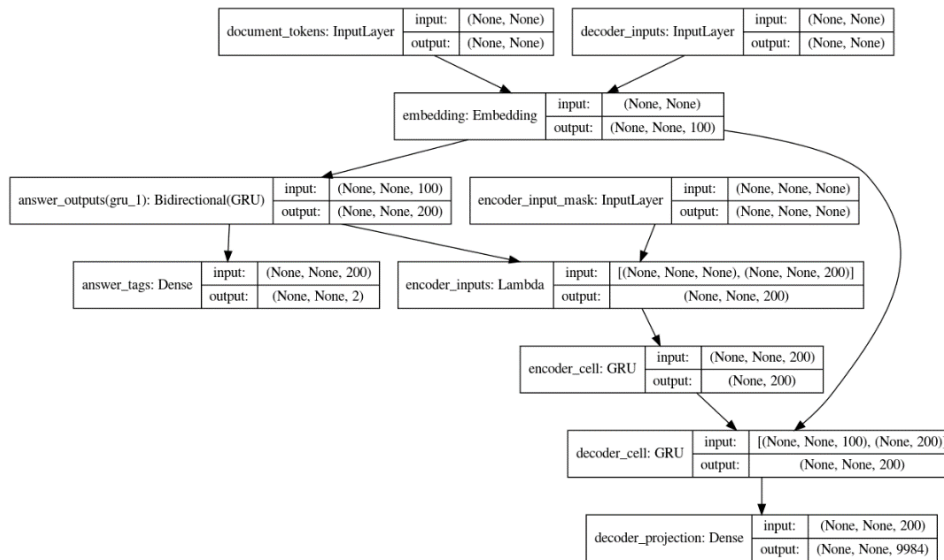 document_tokens: InputLayer input: (None, None) output: (None, None)
decoder_inputs: InputLayer input: (None, None) output: (None, None)
embedding: Embedding input: (None, None) output: (None, None, 100)
answer_outputs(gru_1): Bidirectional(GRU) input: (None, None, 100) output: (None, None, 200)
encoder_input_mask: InputLayer input: (None, None, None) output: (None, None, None)
answer_tags: Dense input: (None, None, 200) output: (None, None, 2)
encoder_inputs: Lambda input: [(None, None, None), (None, None, 200)] output: (None, None, 200)
encoder_cell: GRU input: (None, None, 200) output: (None, 200)
decoder_cell: GRU input: [(None, None, 100), (None, 200)] output: (None, None, 200)
decoder_projection: Dense input: (None, None, 200) output: (None, None, 9984)